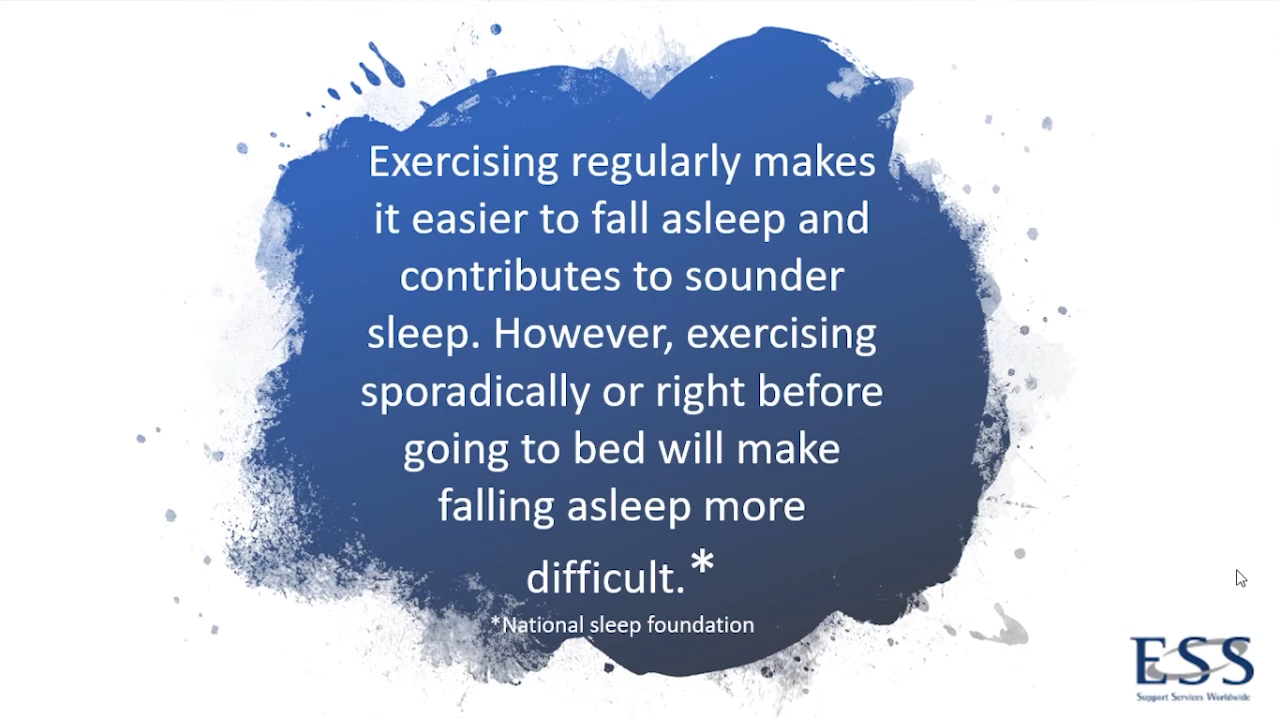 Exercising regularly makes
it easier to fall asleep and
contributes to sounder
sleep. However, exercising
sporadically or right before
going to bed will make
falling asleep more
difficult.*
*National sleep foundation
ESS
Support Services Worldwide